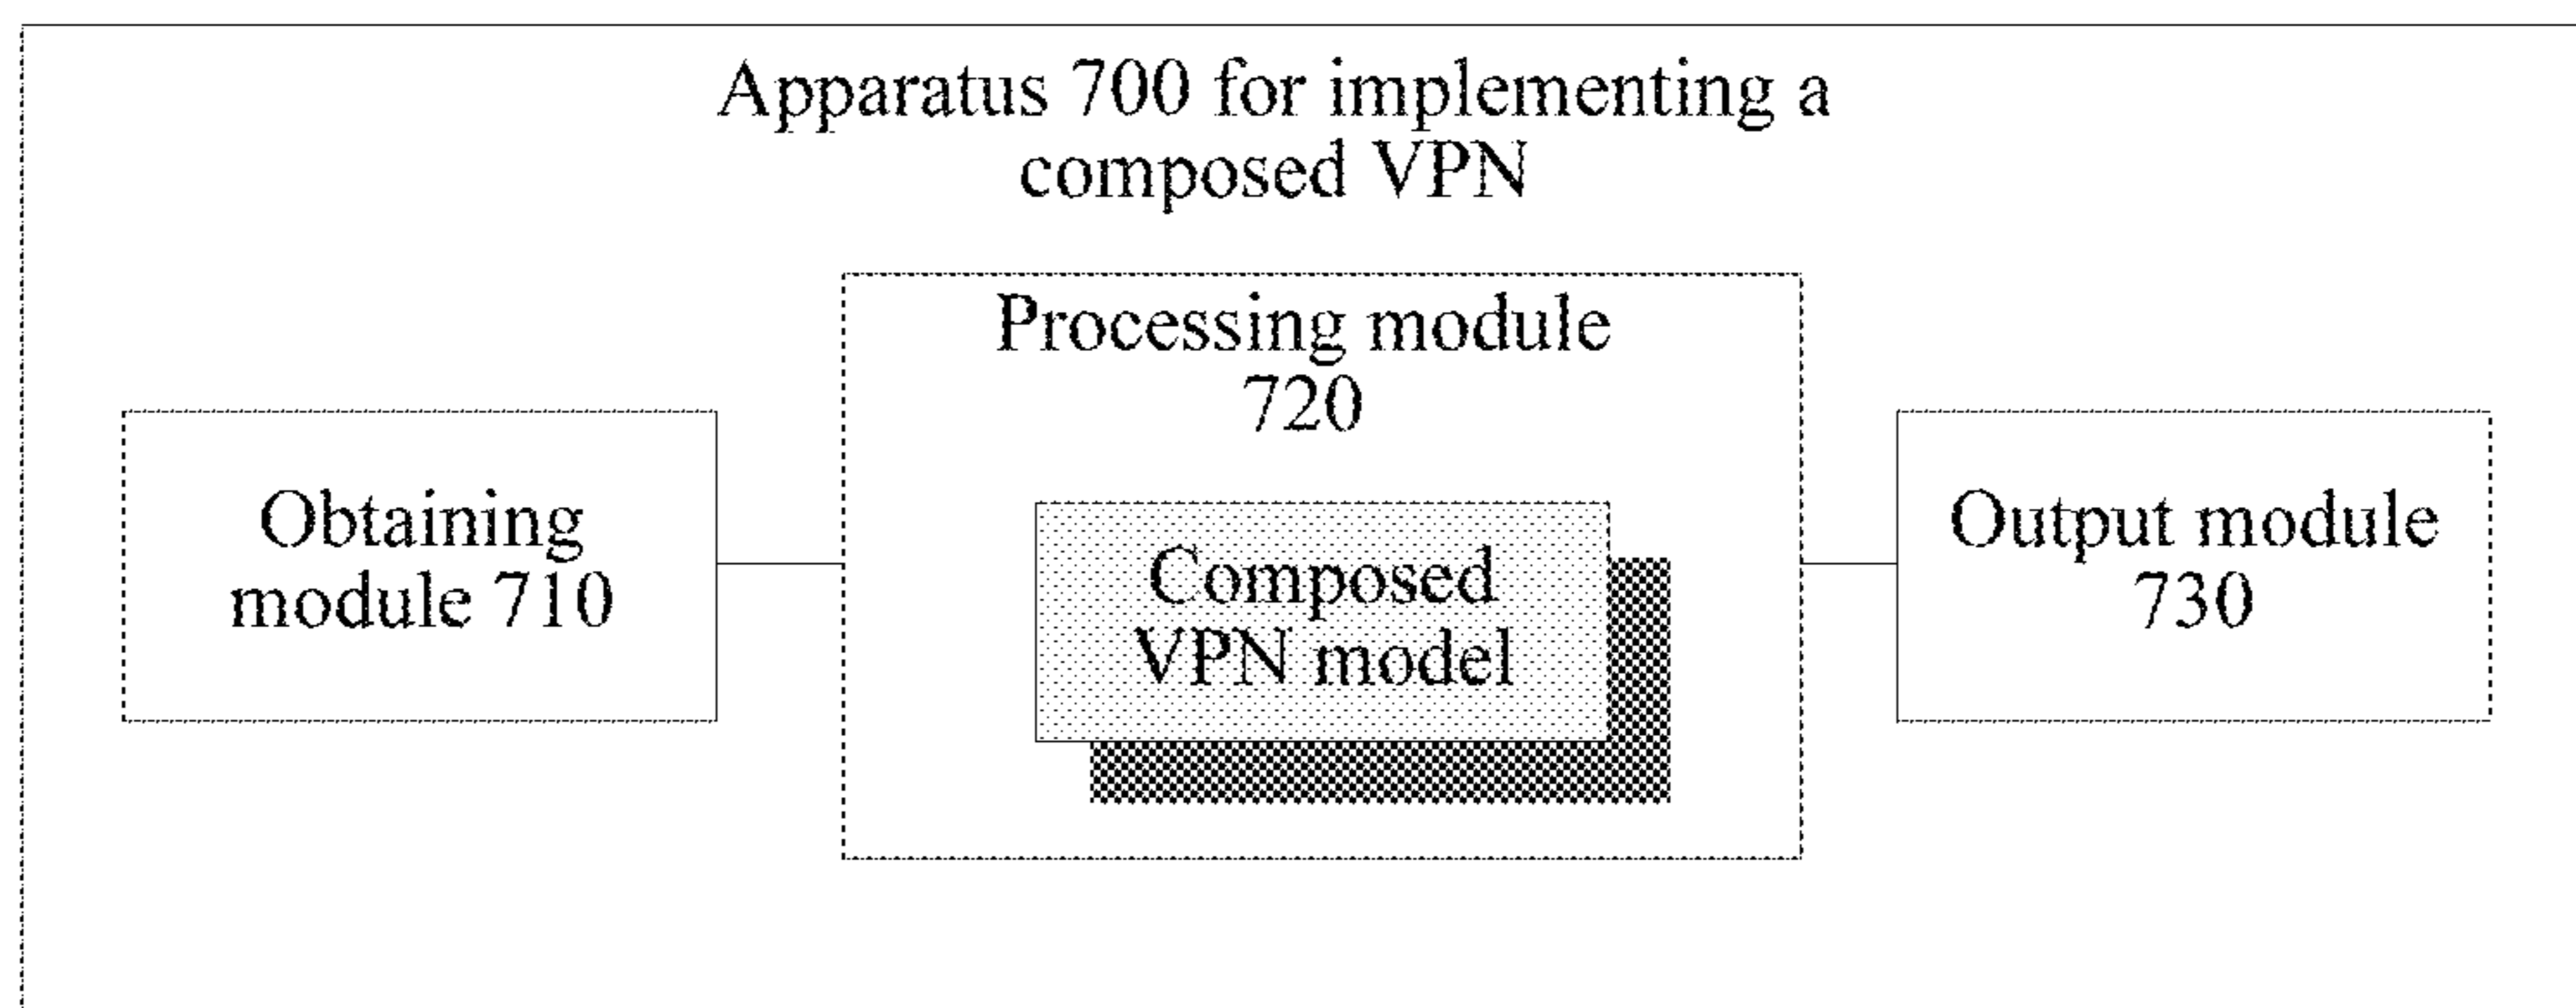 Apparatus 700 for implementing a
composed VPN
Processing module
720
Obtaining
module 710
Composed
VPN model
Output module
730